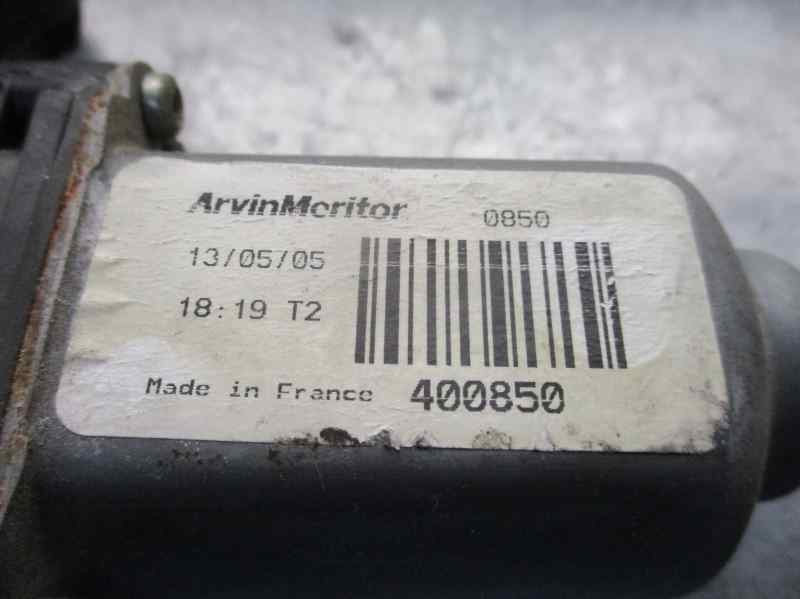 ArvinMeritor 0850
13/05/05
18:19 T2
Made in France 400850